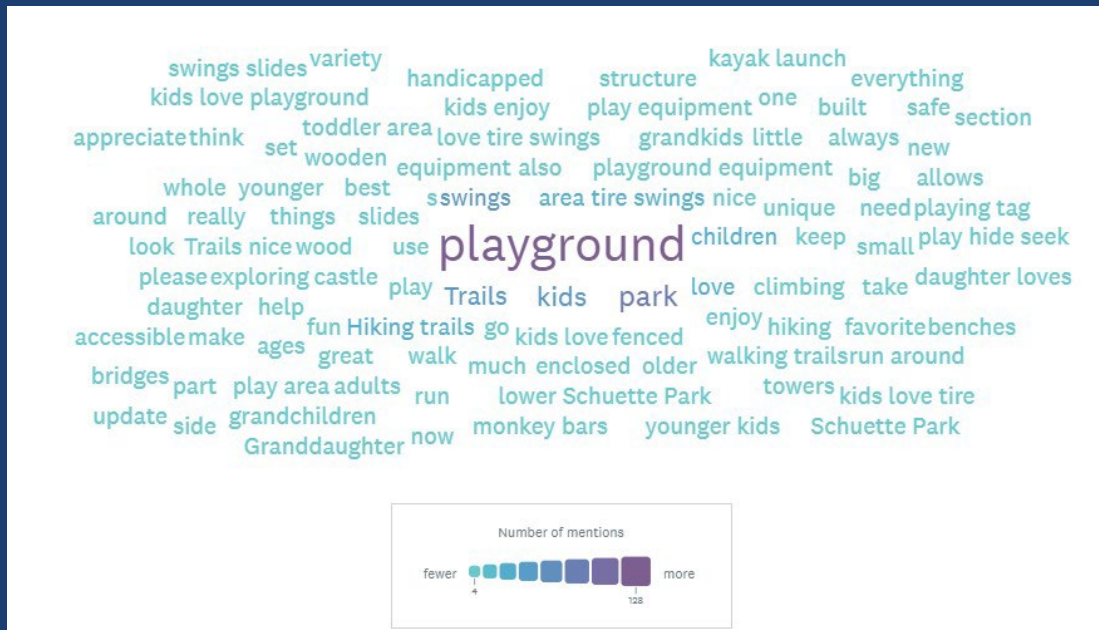 swings slides variety kayak launch
handicapped structure everything
kids love playground kids enjoy play equipment one built safe section
appreciate think set toddler area love tire swings grandkids little always new
wooden equipment also playground equipment big allows
whole younger best s swings area tire swings nice unique need playing tag
around really things slides
look Trails nice wood use playground children keep small play hide seek
please exploring castle play Trails kids park love climbing take daughter loves
daughter help
accessible make fun Hiking trails go kids love fenced enjoy hiking favorite benches
ages great walk much enclosed older walking trails run around
bridges part play area adults run lower Schuette Park towers kids love tire
update side grandchildren now monkey bars younger kids Schuette Park
Granddaughter
Number of mentions
fewer more
4 128